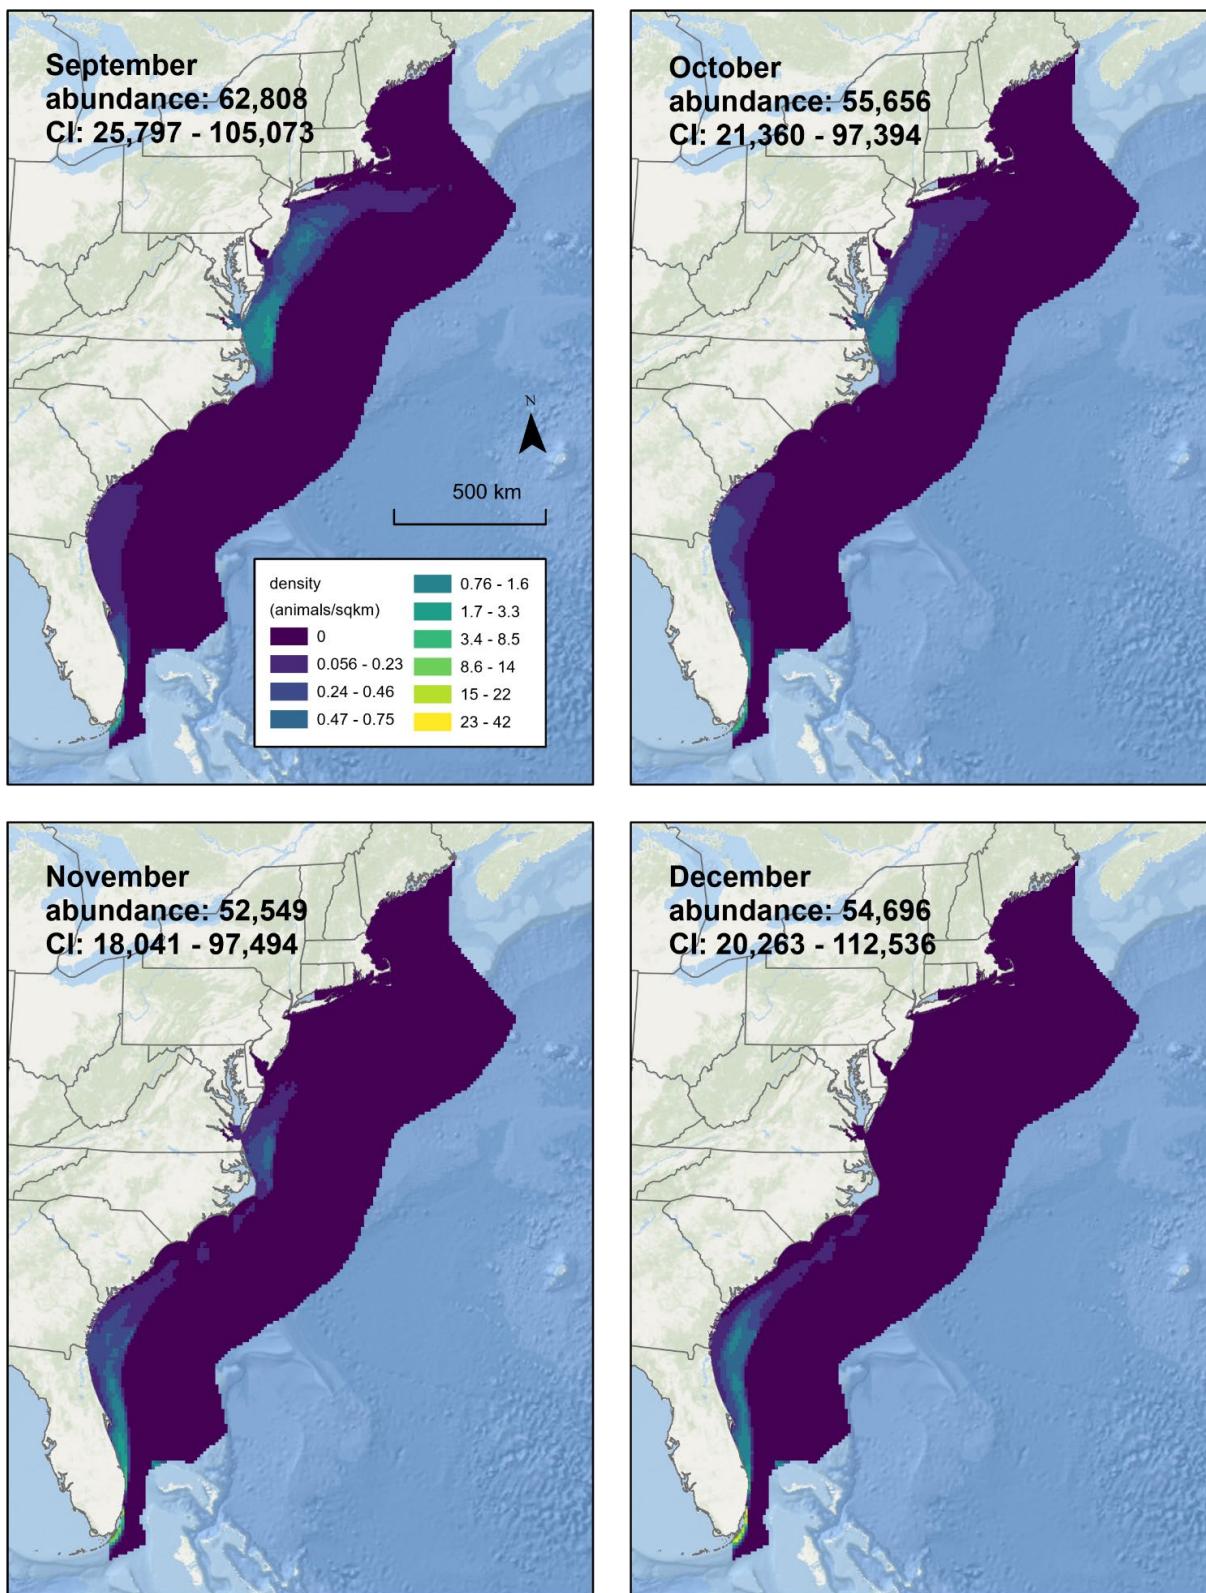 September
abundance: 62,808
CI: 25,797 - 105,073
N
500 km
density
(animals/sqkm)
0
0.056 - 0.23
0.24 - 0.46
0.47 - 0.75
0.76 - 1.6
1.7 - 3.3
3.4 - 8.5
8.6 - 14
15 - 22
23 - 42
October
abundance: 55,656
CI: 21,360 - 97,394
November
abundance: 52,549
CI: 18,041 - 97,494
December
abundance: 54,696
CI: 20,263 - 112,536